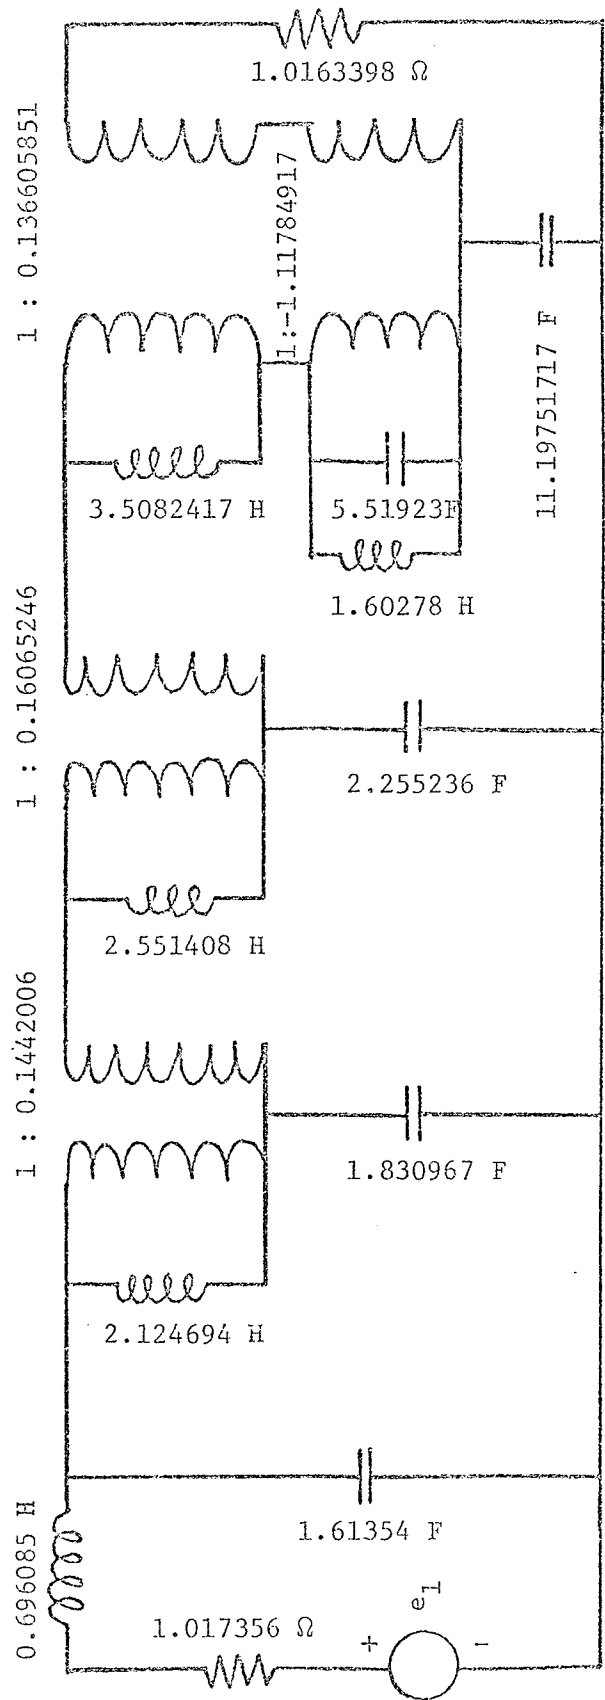 1.0163398 Ω
1 : 0.136605851
1:-1.11784917
11.19751717 F
3.5082417 H
5.51923F
1.60278 H
1 : 0.16065246
2.255236 F
2.551408 H
1 : 0.1442006
1.830967 F
2.124694 H
1.61354 F
0.696085 H
1.017356 Ω
e1
+
-